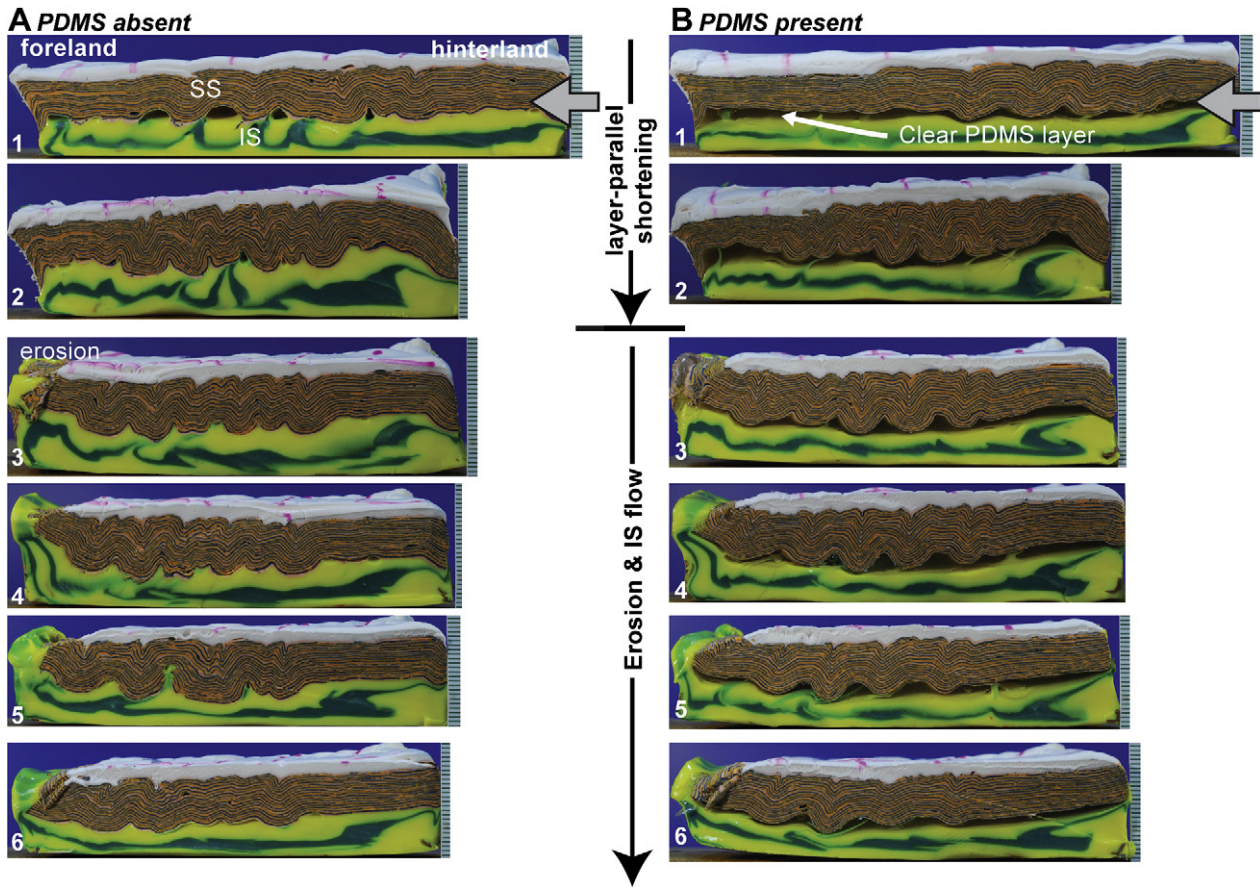 A PDMS absent
foreland
hinterland
SS
IS
1
2
erosion
3
4
5
6
layer-parallel
shortening
Erosion & IS flow
B PDMS present
Clear PDMS layer
1
2
3
4
5
6